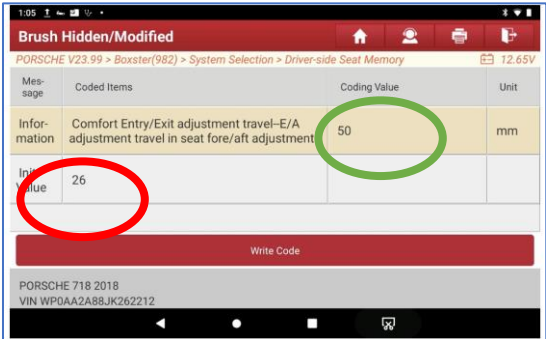 1:05
Brush Hidden/Modified
PORSCHE V23.99 > Boxster(982) > System Selection > Driver-side Seat Memory 12.65V
Mes-
sage
Coded Items
Coding Value
Unit
Infor-
mation
Comfort Entry/Exit adjustment travel--E/A
adjustment travel in seat fore/aft adjustment
50
mm
Value
26
Write Code
PORSCHE 718 2018
VIN WP0AA2A88JK262212